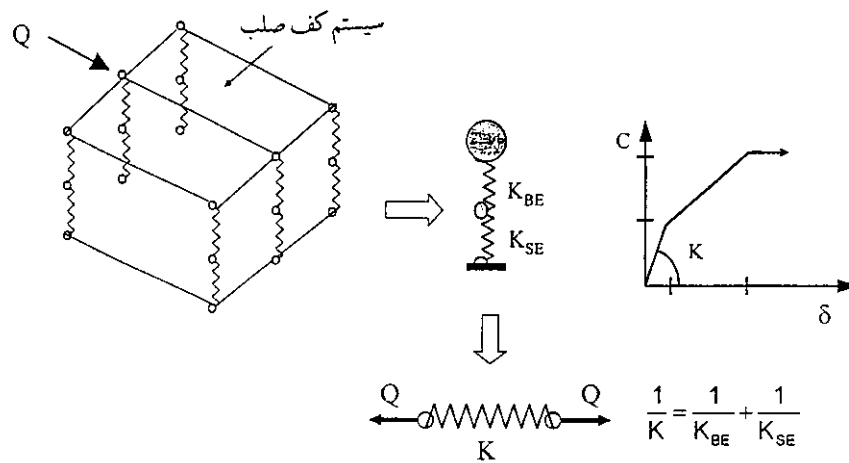 سیستم کف صلب
Q
K_BE
K_SE
C
K
δ
Q
Q
K
1/K = 1/K_BE + 1/K_SE